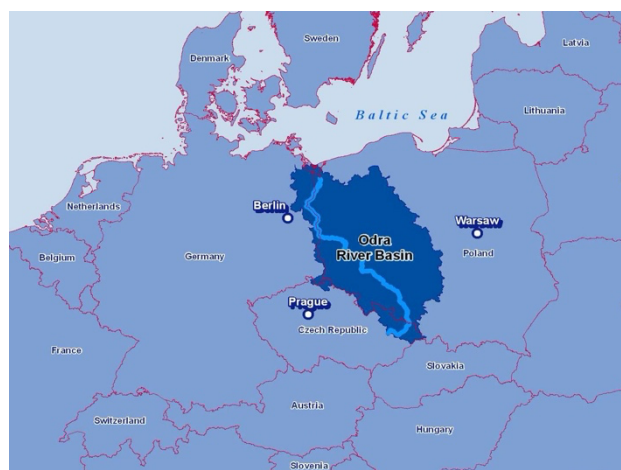 Sweden
Denmark
Latvia
Baltic Sea
Lithuania
Netherlands
Berlin
Warsaw
Odra
River Basin
Poland
Belgium
Germany
Prague
Czech Republic
France
Slovakia
Austria
Switzerland
Hungary
Slovenia